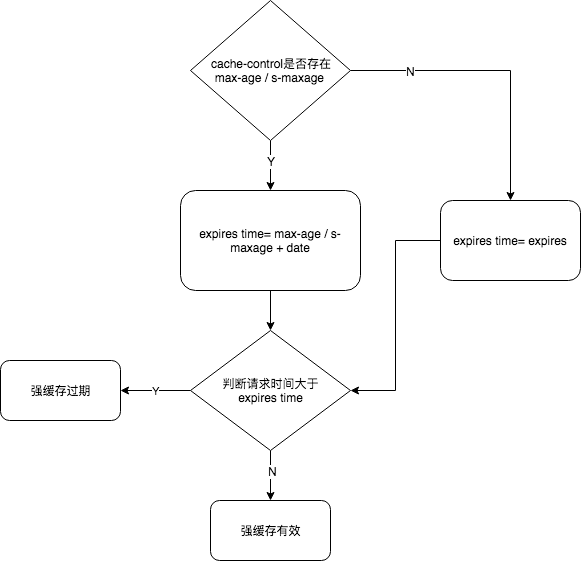 cache-control是否存在
max-age / s-maxage
N
Y
expires time= max-age / s-
maxage + date
expires time= expires
判断请求时间大于
expires time
Y
强缓存过期
N
强缓存有效